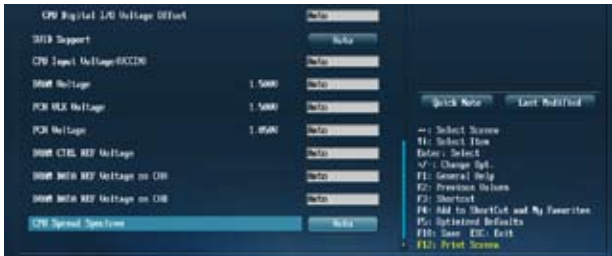 CPU Digital I/O Voltage Offset Auto
SVID Support Auto
CPU Input Voltage(VCCIN) Auto
DRAM Voltage 1.500V Auto
PCH VLX Voltage 1.500V Auto
PCH Voltage 1.050V Auto
DRAM CTRL REF Voltage Auto
DRAM DATA REF Voltage on CHA Auto
DRAM DATA REF Voltage on CHB Auto
CPU Spread Spectrum Auto
Quick Note Last Modified
→←: Select Screen
↑↓: Select Item
Enter: Select
+/-: Change Opt.
F1: General Help
F2: Previous Values
F3: Shortcut
F4: Add to ShortCut and My Favorites
F5: Optimized Defaults
F10: Save ESC: Exit
F12: Print Screen